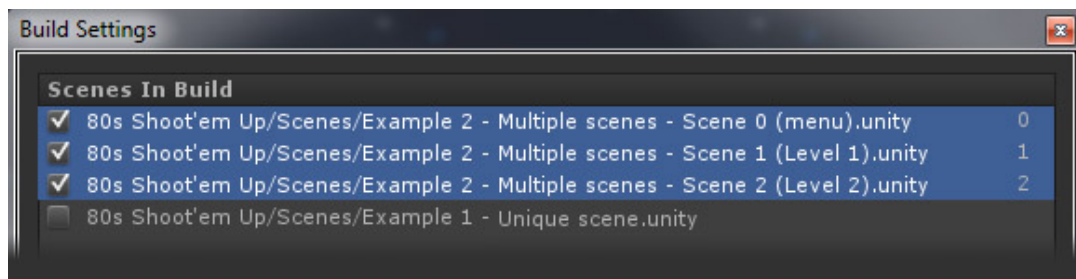 Build Settings
Scenes In Build
80s Shoot'em Up/Scenes/Example 2 - Multiple scenes - Scene 0 (menu).unity 0
80s Shoot'em Up/Scenes/Example 2 - Multiple scenes - Scene 1 (Level 1).unity 1
80s Shoot'em Up/Scenes/Example 2 - Multiple scenes - Scene 2 (Level 2).unity 2
80s Shoot'em Up/Scenes/Example 1 - Unique scene.unity